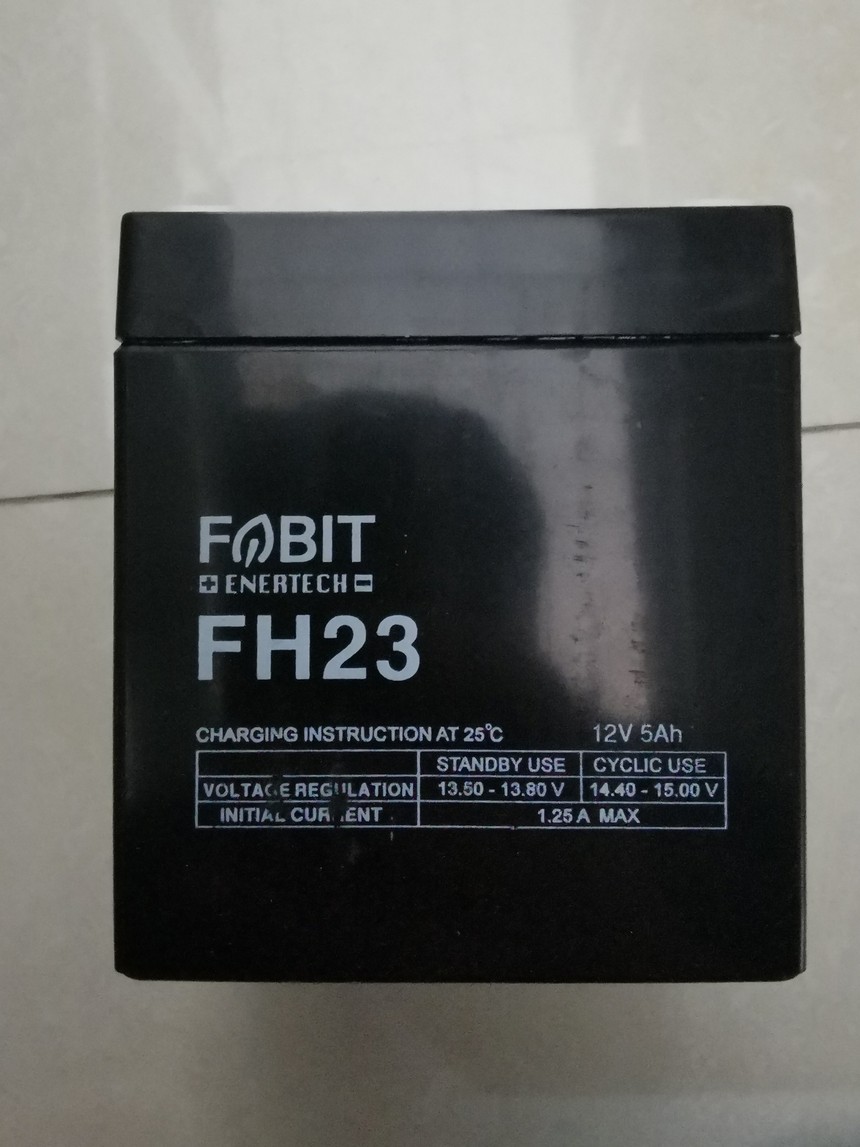 FOBIT
+ ENERTECH −
FH23
CHARGING INSTRUCTION AT 25°C 12V 5Ah
STANDBY USE CYCLIC USE
VOLTAGE REGULATION 13.50 - 13.80 V 14.40 - 15.00 V
INITIAL CURRENT 1.25 A MAX